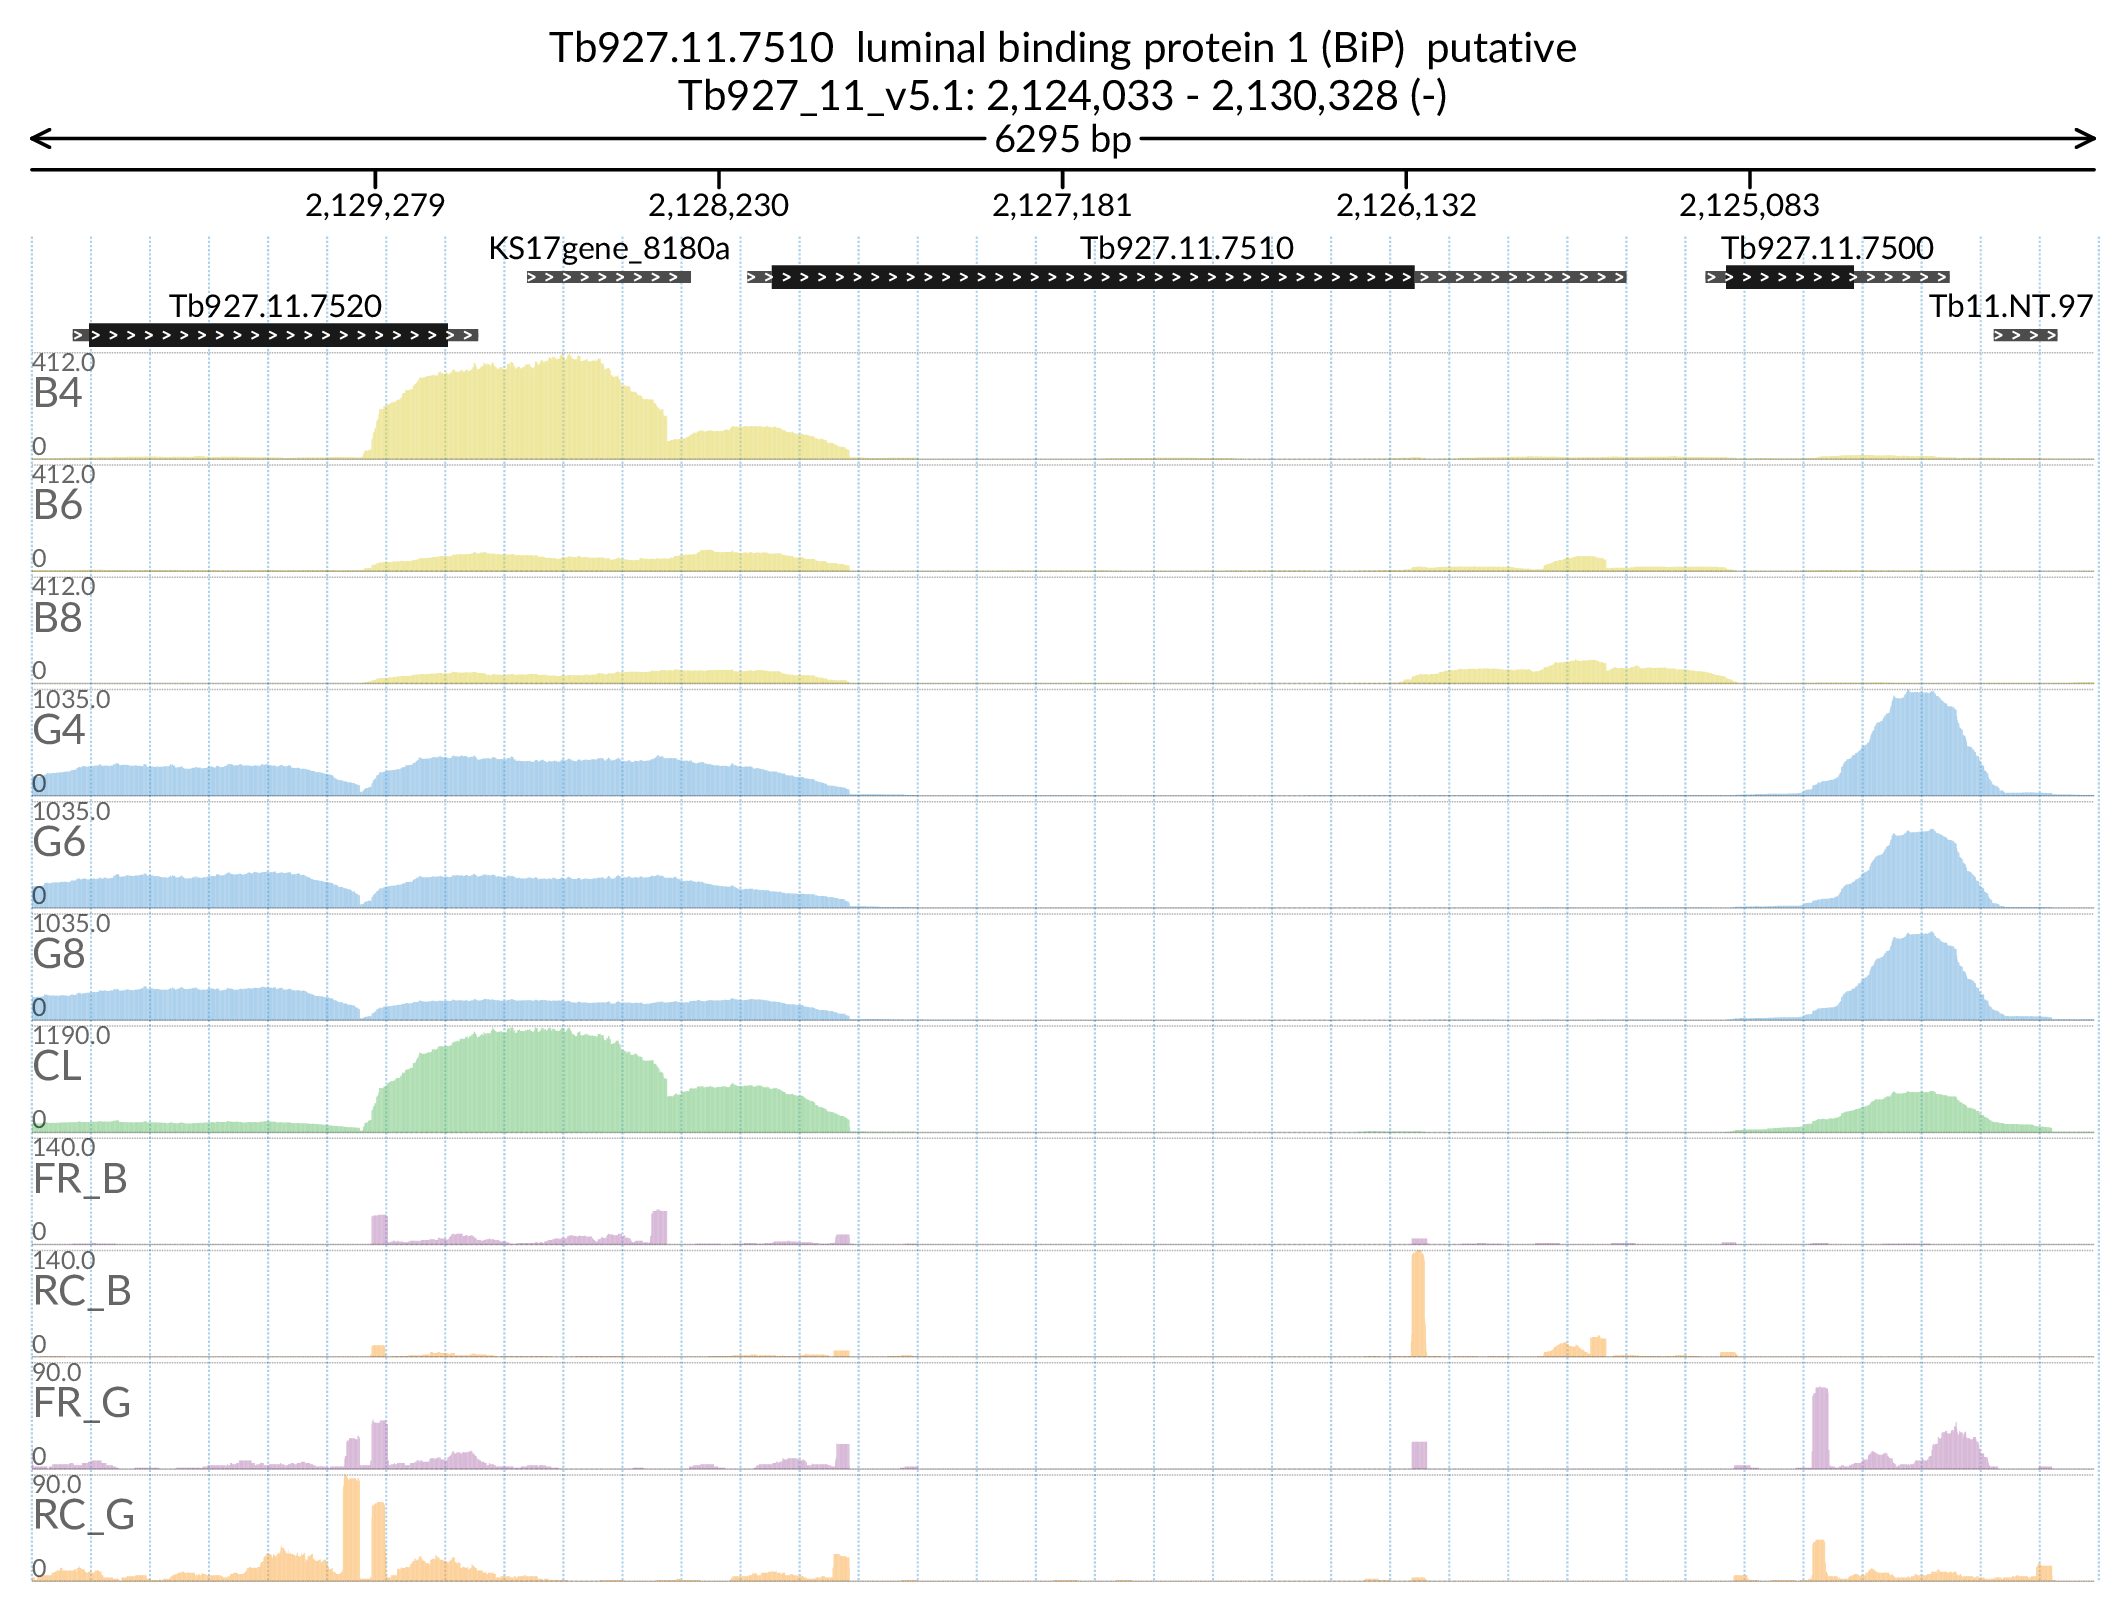 Tb927.11.7510 luminal binding protein 1 (BiP) putative
Tb927_11_v5.1: 2,124,033 - 2,130,328 (-)
6295 bp
2,129,279 2,128,230 2,127,181 2,126,132 2,125,083
KS17gene_8180a Tb927.11.7510 Tb927.11.7500
Tb927.11.7520 Tb11.NT.97
412.0
B4
0
412.0
B6
0
412.0
B8
0
1035.0
G4
0
1035.0
G6
0
1035.0
G8
0
1190.0
CL
0
140.0
FR_B
0
140.0
RC_B
0
90.0
FR_G
0
90.0
RC_G
0